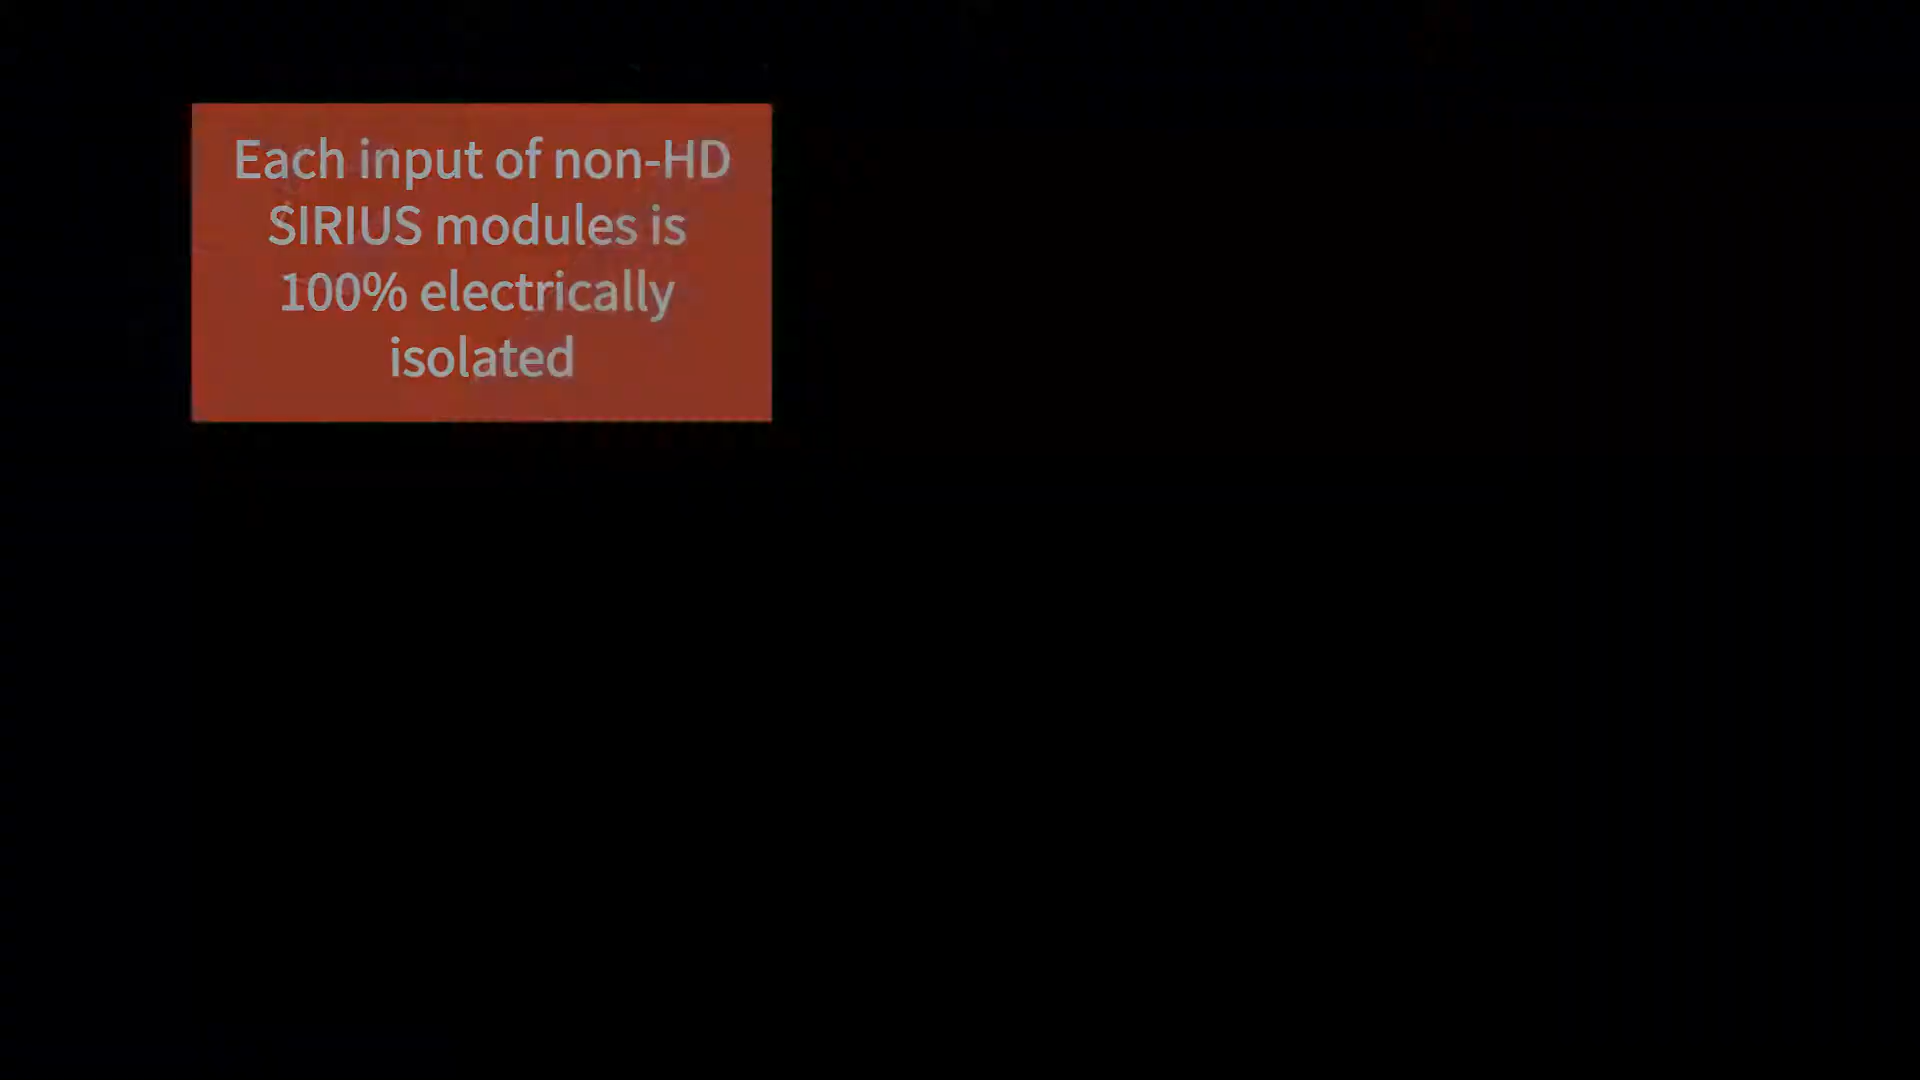 Each input of non-HD
SIRIUS modules is
100% electrically
isolated